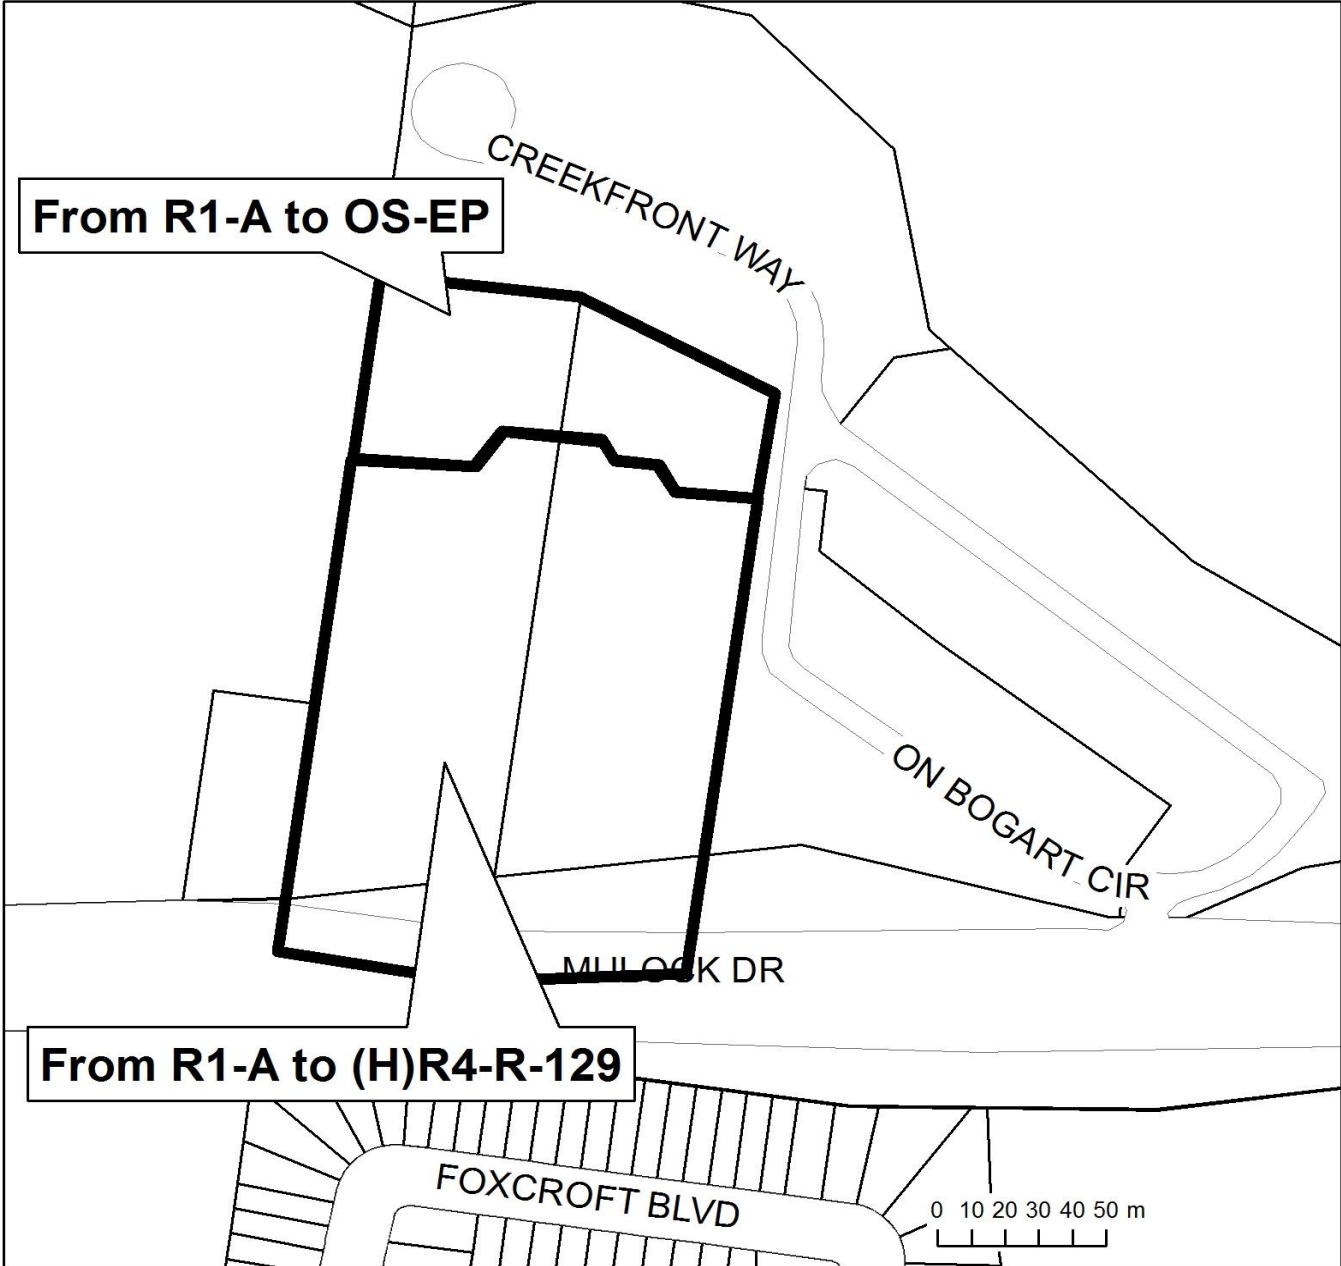 CREEKFRONT WAY
From R1-A to OS-EP
ON BOGART CIR
MULOCK DR
From R1-A to (H)R4-R-129
FOXCROFT BLVD
0 10 20 30 40 50 m